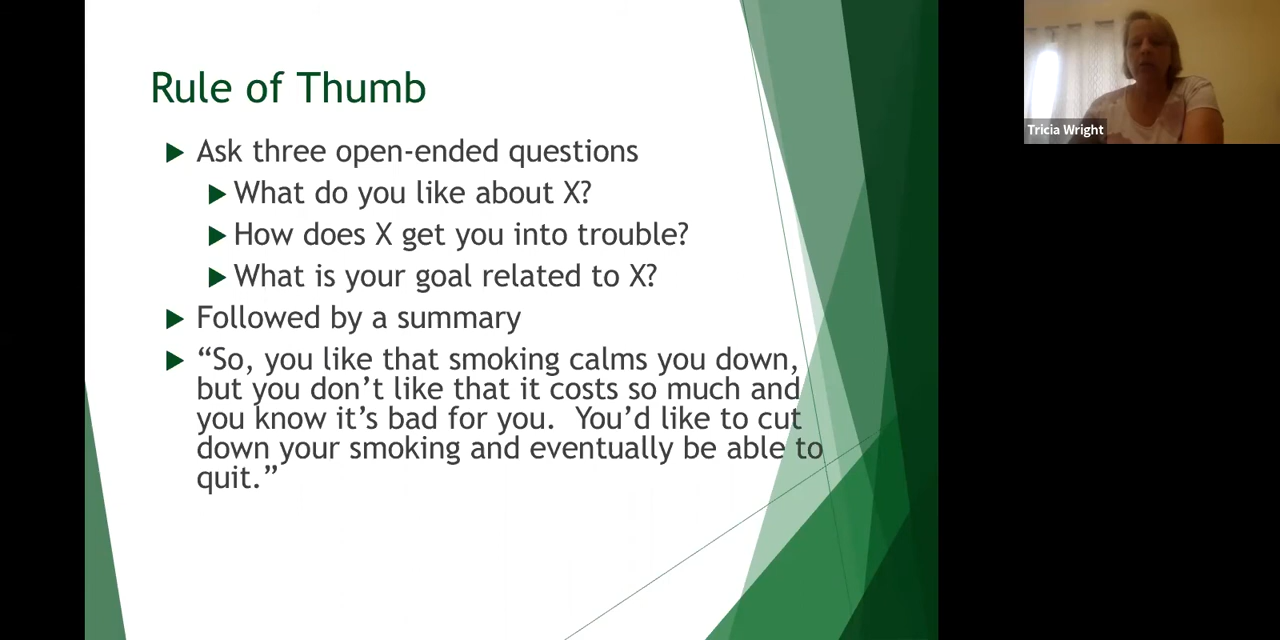 Rule of Thumb
Ask three open-ended questions
What do you like about X?
How does X get you into trouble?
What is your goal related to X?
Followed by a summary
“So, you like that smoking calms you down,
but you don’t like that it costs so much and
you know it’s bad for you.  You’d like to cut
down your smoking and eventually be able to
quit.”
Tricia Wright